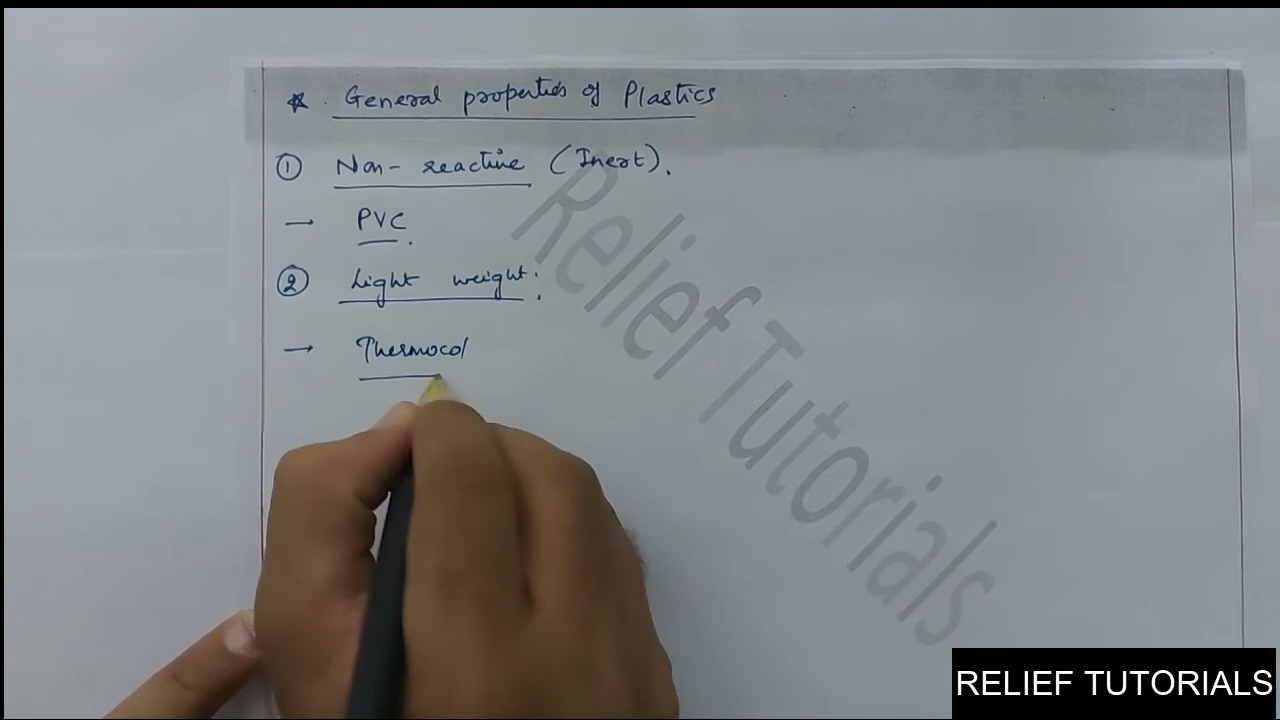 * General properties of Plastics
① Non-reactive (Inert).
→ PVC.
② Light weight:
→ Thermocol
Relief Tutorials
RELIEF TUTORIALS